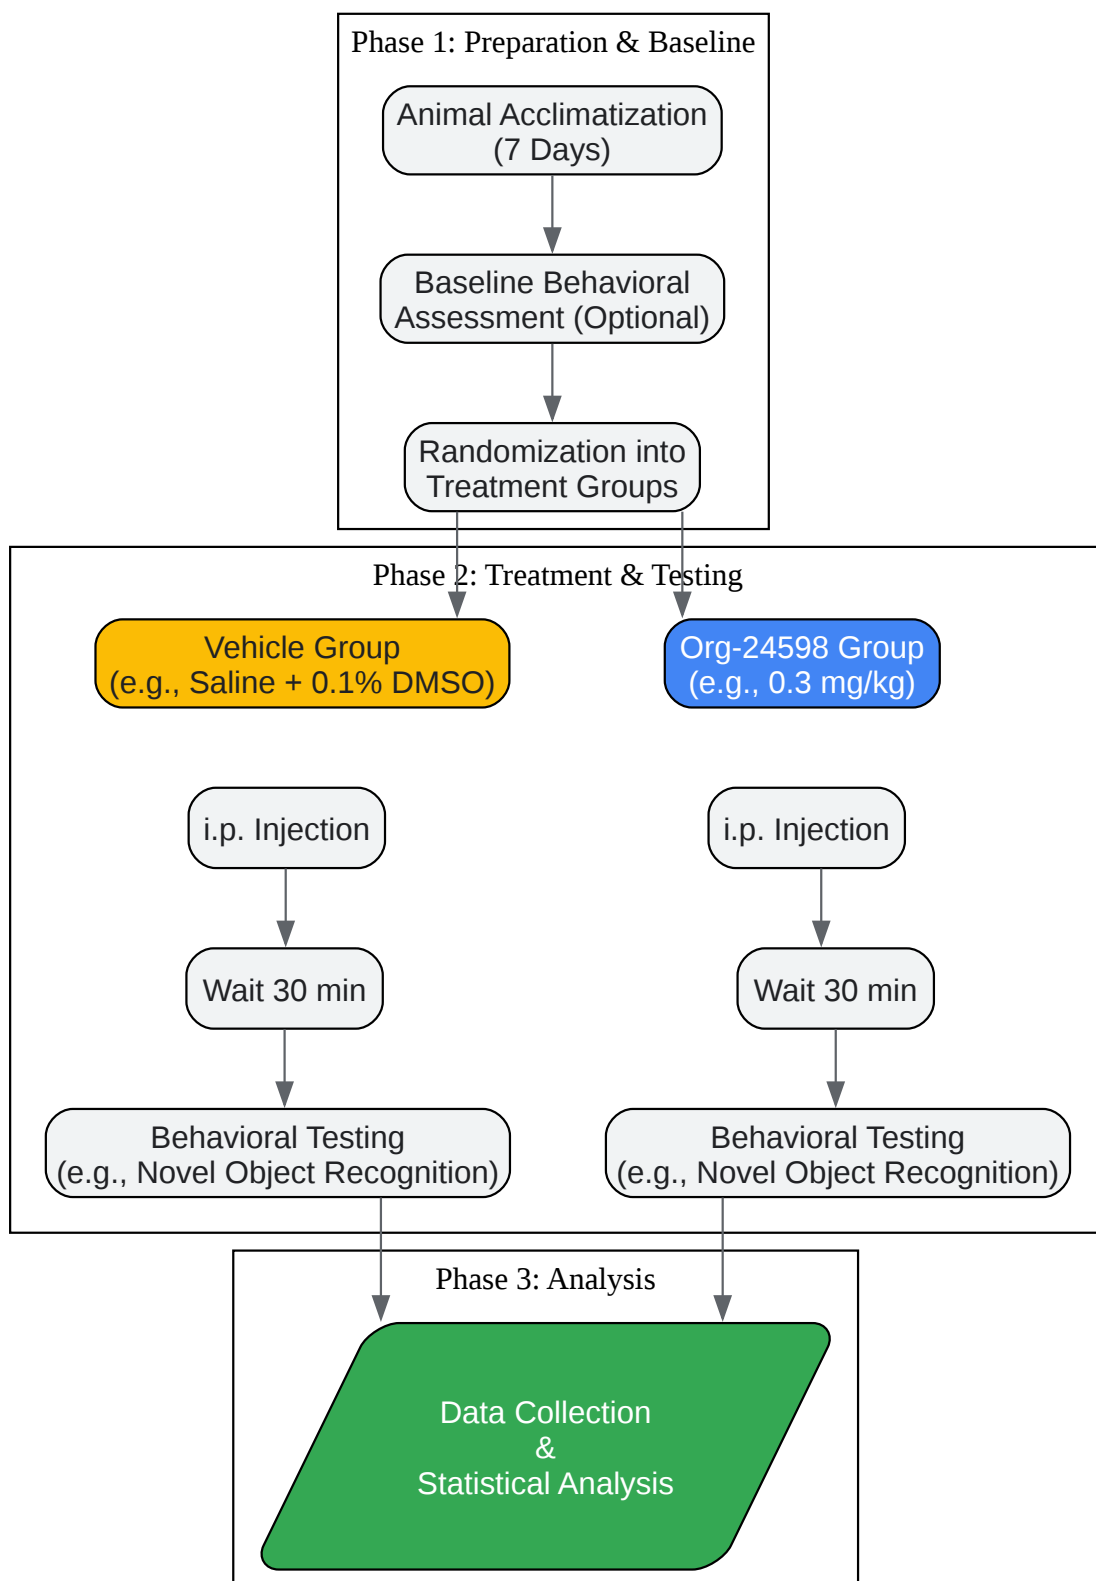 Phase 1: Preparation & Baseline
Animal Acclimatization
(7 Days)
Baseline Behavioral
Assessment (Optional)
Randomization into
Treatment Groups
Phase 2: Treatment & Testing
Vehicle Group
(e.g., Saline + 0.1% DMSO)
Org-24598 Group
(e.g., 0.3 mg/kg)
i.p. Injection
i.p. Injection
Wait 30 min
Wait 30 min
Behavioral Testing
(e.g., Novel Object Recognition)
Behavioral Testing
(e.g., Novel Object Recognition)
Phase 3: Analysis
Data Collection
&
Statistical Analysis